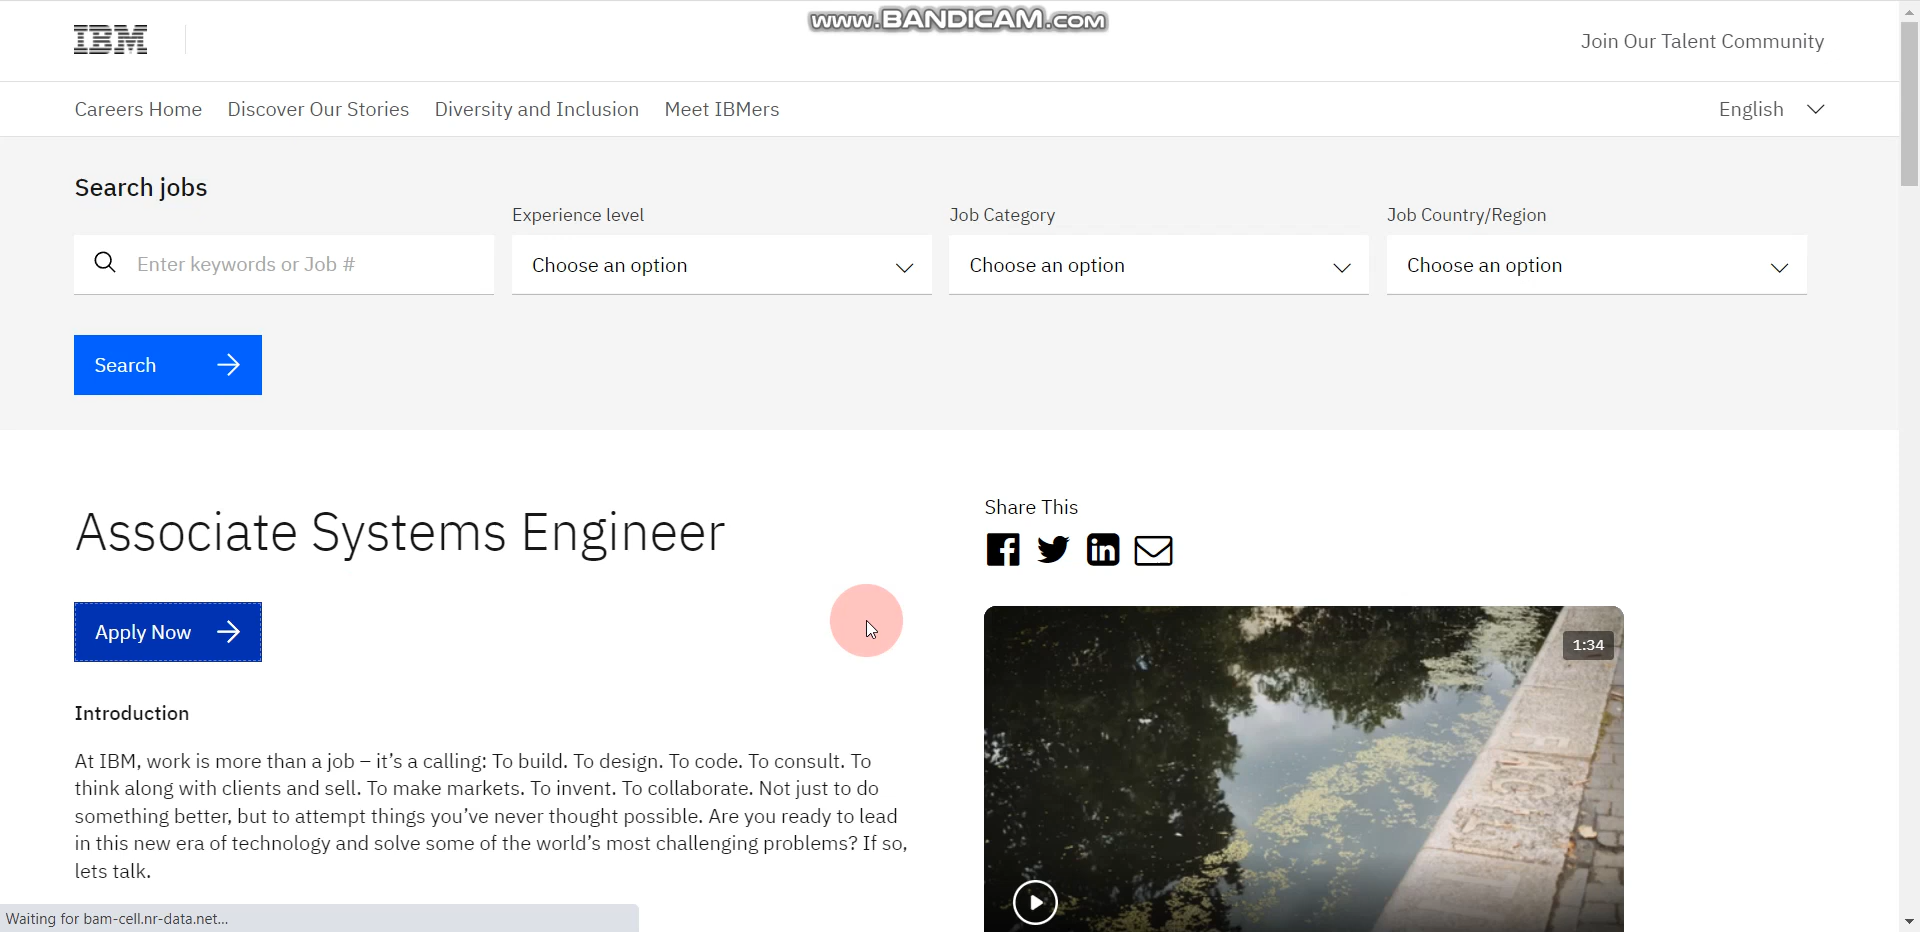 www.BANDICAM.com
IBM
Join Our Talent Community
Careers Home Discover Our Stories Diversity and Inclusion Meet IBMers English
Search jobs
Experience level Job Category Job Country/Region
Enter keywords or Job # Choose an option Choose an option Choose an option
Search
Associate Systems Engineer
Share This
Apply Now
1:34
Introduction
At IBM, work is more than a job – it’s a calling: To build. To design. To code. To consult. To
think along with clients and sell. To make markets. To invent. To collaborate. Not just to do
something better, but to attempt things you’ve never thought possible. Are you ready to lead
in this new era of technology and solve some of the world’s most challenging problems? If so,
lets talk.
Waiting for bam-cell.nr-data.net...